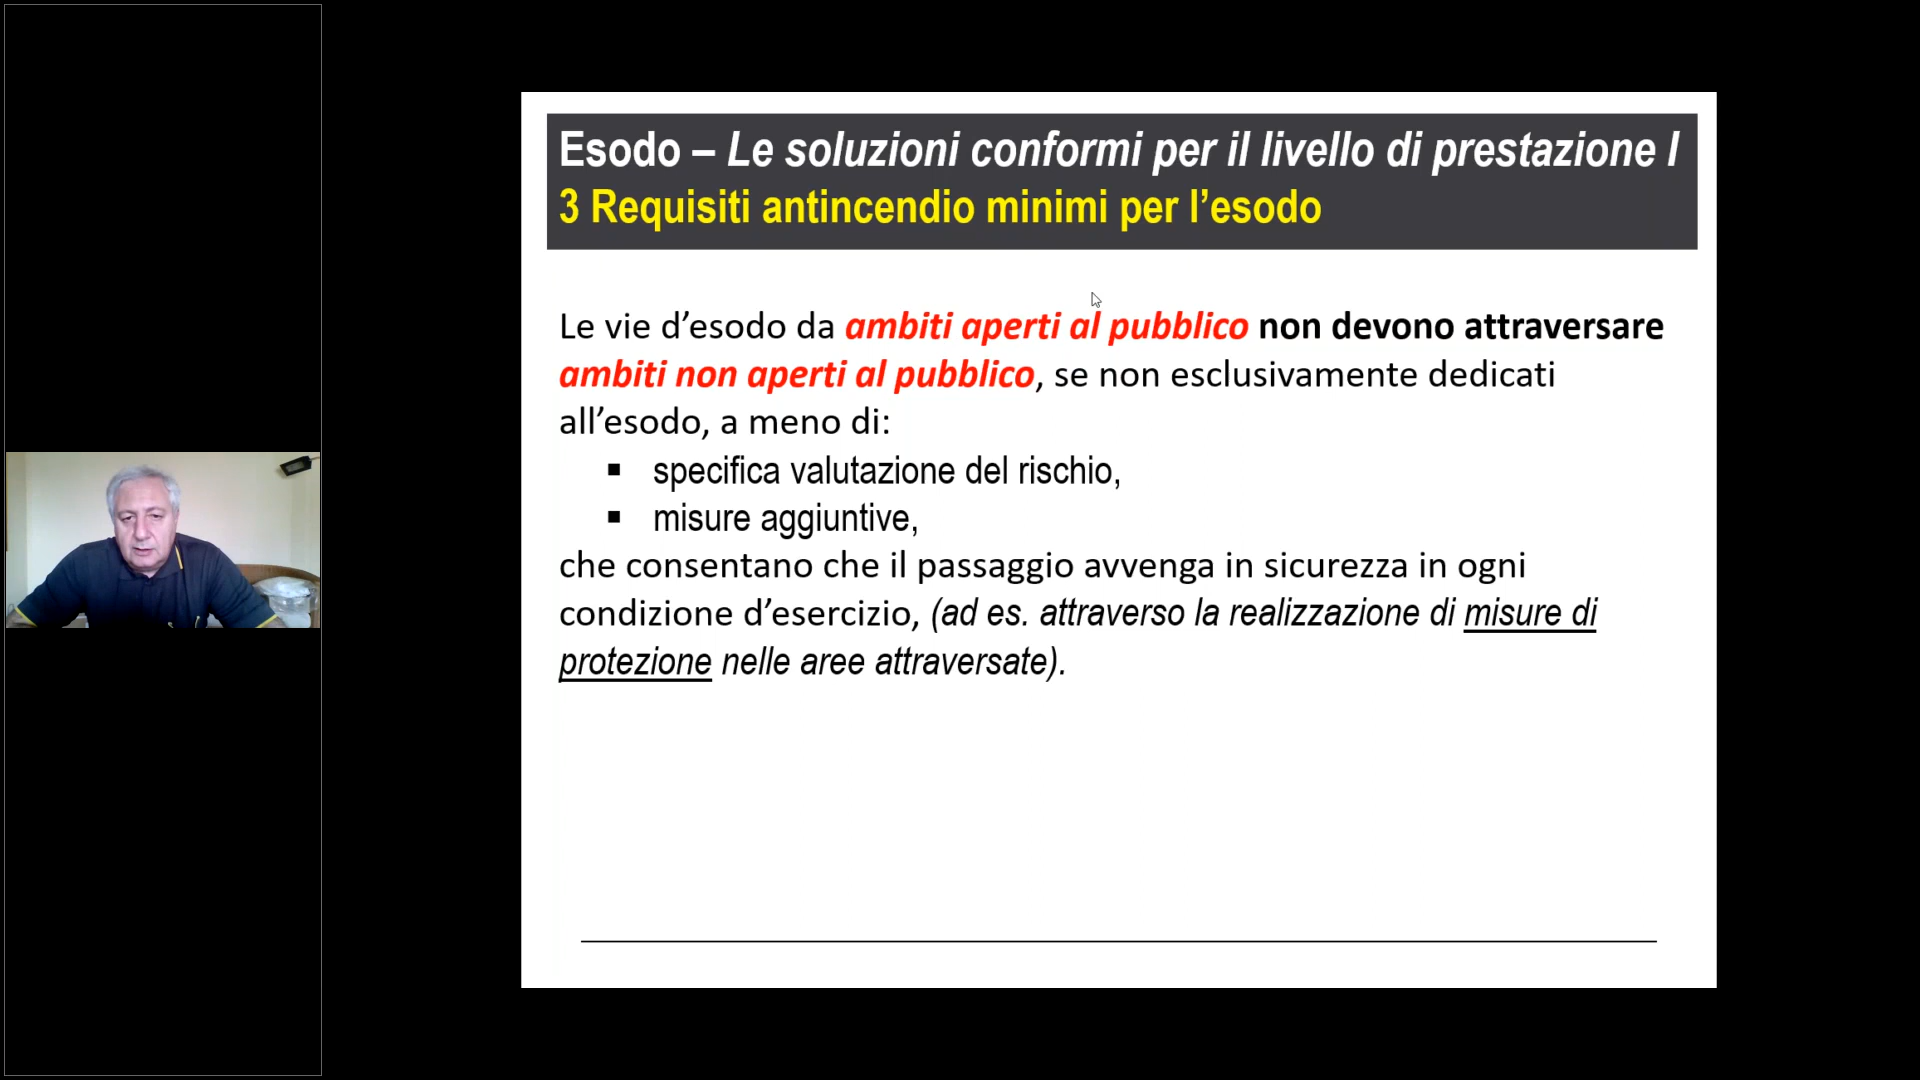 Esodo – Le soluzioni conformi per il livello di prestazione I
3 Requisiti antincendio minimi per l’esodo
Le vie d’esodo da ambiti aperti al pubblico non devono attraversare
ambiti non aperti al pubblico, se non esclusivamente dedicati
all’esodo, a meno di:
▪ specifica valutazione del rischio,
▪ misure aggiuntive,
che consentano che il passaggio avvenga in sicurezza in ogni
condizione d’esercizio, (ad es. attraverso la realizzazione di misure di
protezione nelle aree attraversate).